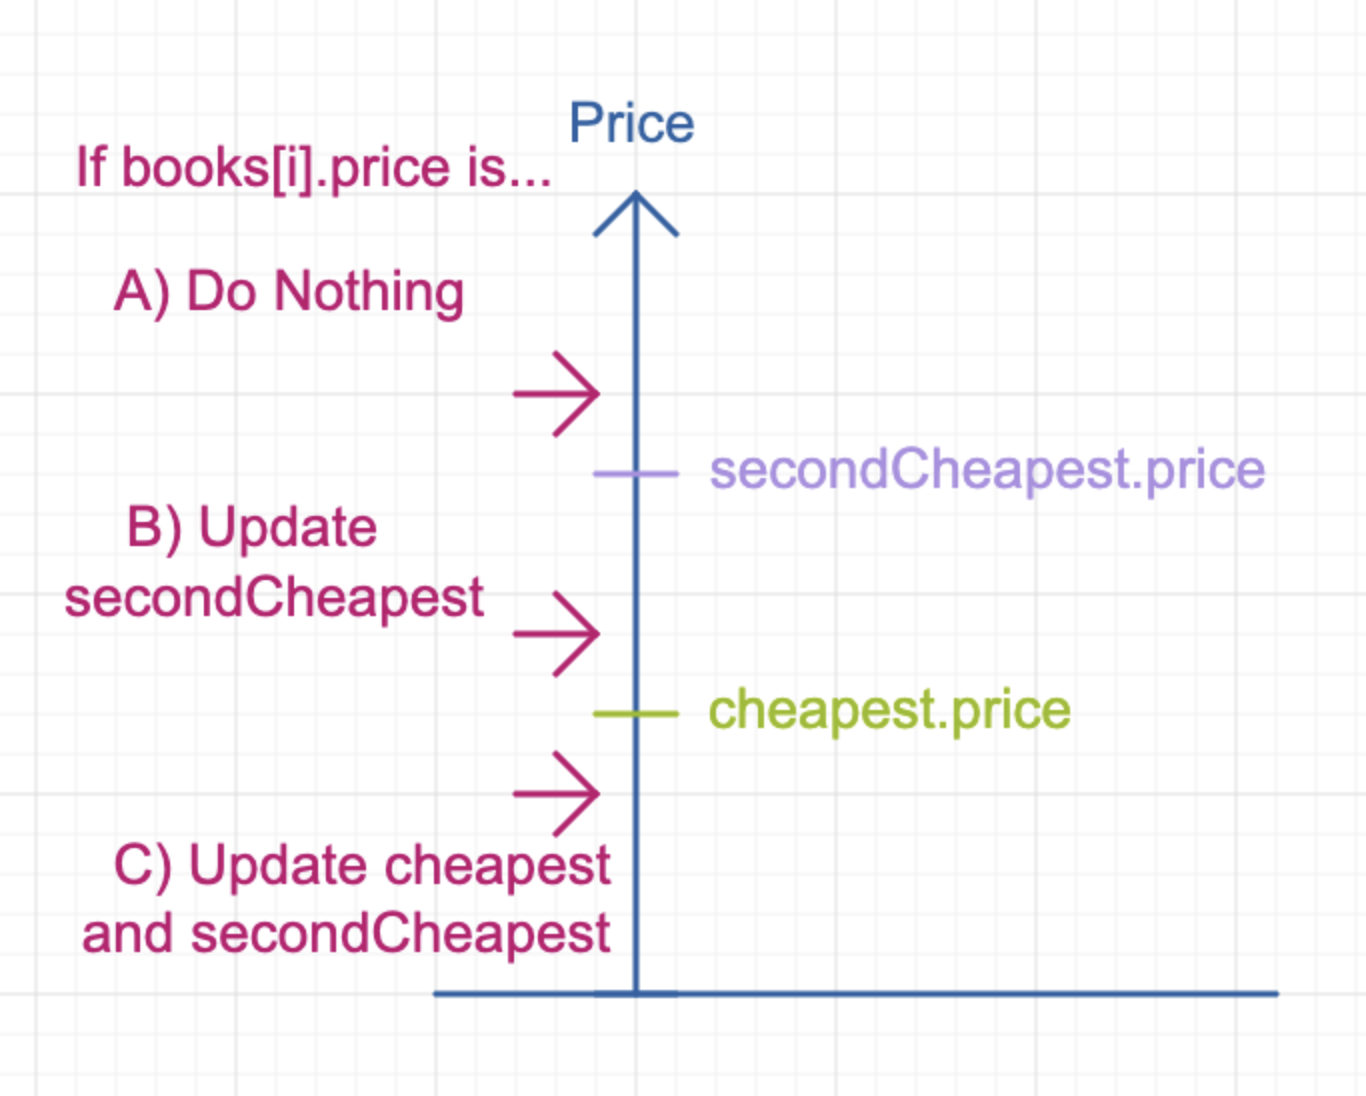 Price
If books[i].price is...
A) Do Nothing
secondCheapest.price
B) Update
secondCheapest
cheapest.price
C) Update cheapest
and secondCheapest